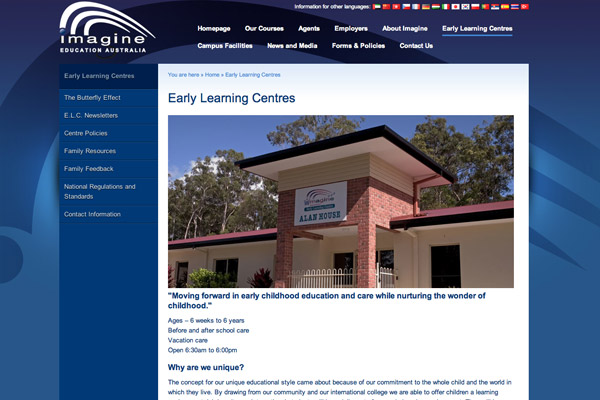 Information for other languages:
imagine
EDUCATION AUSTRALIA
Homepage Our Courses Agents Employers About Imagine Early Learning Centres
Campus Facilities News and Media Forms & Policies Contact Us
Early Learning Centres
The Butterfly Effect
E.L.C. Newsletters
Centre Policies
Family Resources
Family Feedback
National Regulations and
Standards
Contact Information
You are here » Home » Early Learning Centres
Early Learning Centres
imagine
ALAN HOUSE
"Moving forward in early childhood education and care while nurturing the wonder of
childhood."
Ages – 6 weeks to 6 years
Before and after school care
Vacation care
Open 6:30am to 6:00pm
Why are we unique?
The concept for our unique educational style came about because of our commitment to the whole child and the world in
which they live. By drawing from our community and our international college we are able to offer children a learning